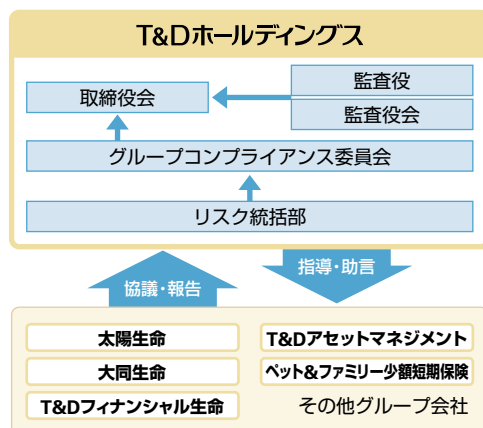 T&Dホールディングス
取締役会
監査役
監査役会
グループコンプライアンス委員会
リスク統括部
協議・報告
指導・助言
太陽生命
T&Dアセットマネジメント
大同生命
ペット&ファミリー少額短期保険
T&Dフィナンシャル生命
その他グループ会社